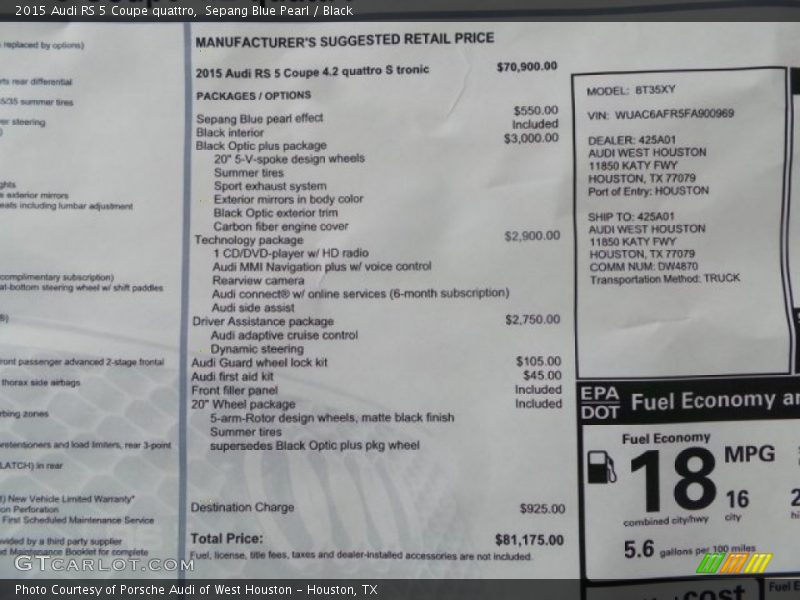 2015 Audi RS 5 Coupe quattro, Sepang Blue Pearl / Black
replaced by options)
rts rear differential
35/35 summer tires
steering
exterior mirrors
including lumbar adjustment
complimentary subscription)
at-bottom steering wheel w/ shift paddles
front passenger advanced 2-stage frontal
thorax side airbags
zones
pretentioners and load limiters, rear 3-point
LATCH) in rear
New Vehicle Limited Warranty*
Perforation
First Scheduled Maintenance Service
by a third party supplier
Maintenance Booklet for complete
MANUFACTURER'S SUGGESTED RETAIL PRICE
2015 Audi RS 5 Coupe 4.2 quattro S tronic $70,900.00
PACKAGES / OPTIONS
Sepang Blue pearl effect $550.00
Black interior Included
Black Optic plus package $3,000.00
20" 5-V-spoke design wheels
Summer tires
Sport exhaust system
Exterior mirrors in body color
Black Optic exterior trim
Carbon fiber engine cover
Technology package $2,900.00
1 CD/DVD-player w/ HD radio
Audi MMI Navigation plus w/ voice control
Rearview camera
Audi connect® w/ online services (6-month subscription)
Audi side assist
Driver Assistance package $2,750.00
Audi adaptive cruise control
Dynamic steering
Audi Guard wheel lock kit $105.00
Audi first aid kit $45.00
Front filler panel Included
20" Wheel package Included
5-arm-Rotor design wheels, matte black finish
Summer tires
supersedes Black Optic plus pkg wheel
Destination Charge $925.00
Total Price: $81,175.00
Fuel, license, title fees, taxes and dealer-installed accessories are not included.
MODEL: 8T35XY
VIN: WUAC6AFR5FA900969
DEALER: 425A01
AUDI WEST HOUSTON
11850 KATY FWY
HOUSTON, TX 77079
Port of Entry: HOUSTON
SHIP TO: 425A01
AUDI WEST HOUSTON
11850 KATY FWY
HOUSTON, TX 77079
COMM NUM: DW4870
Transportation Method: TRUCK
EPA
DOT Fuel Economy
Fuel Economy
18 MPG
16
combined city/hwy city
5.6 gallons per 100 miles
cost
Fuel
GTCarlot.com
Photo Courtesy of Porsche Audi of West Houston - Houston, TX